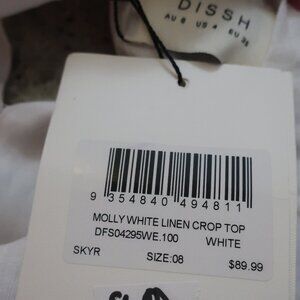 DISSH
AU 8 US 4 EU 36
9 354840 494811
MOLLY WHITE LINEN CROP TOP
DFS04295WE.100 WHITE
SKYR SIZE:08 $89.99